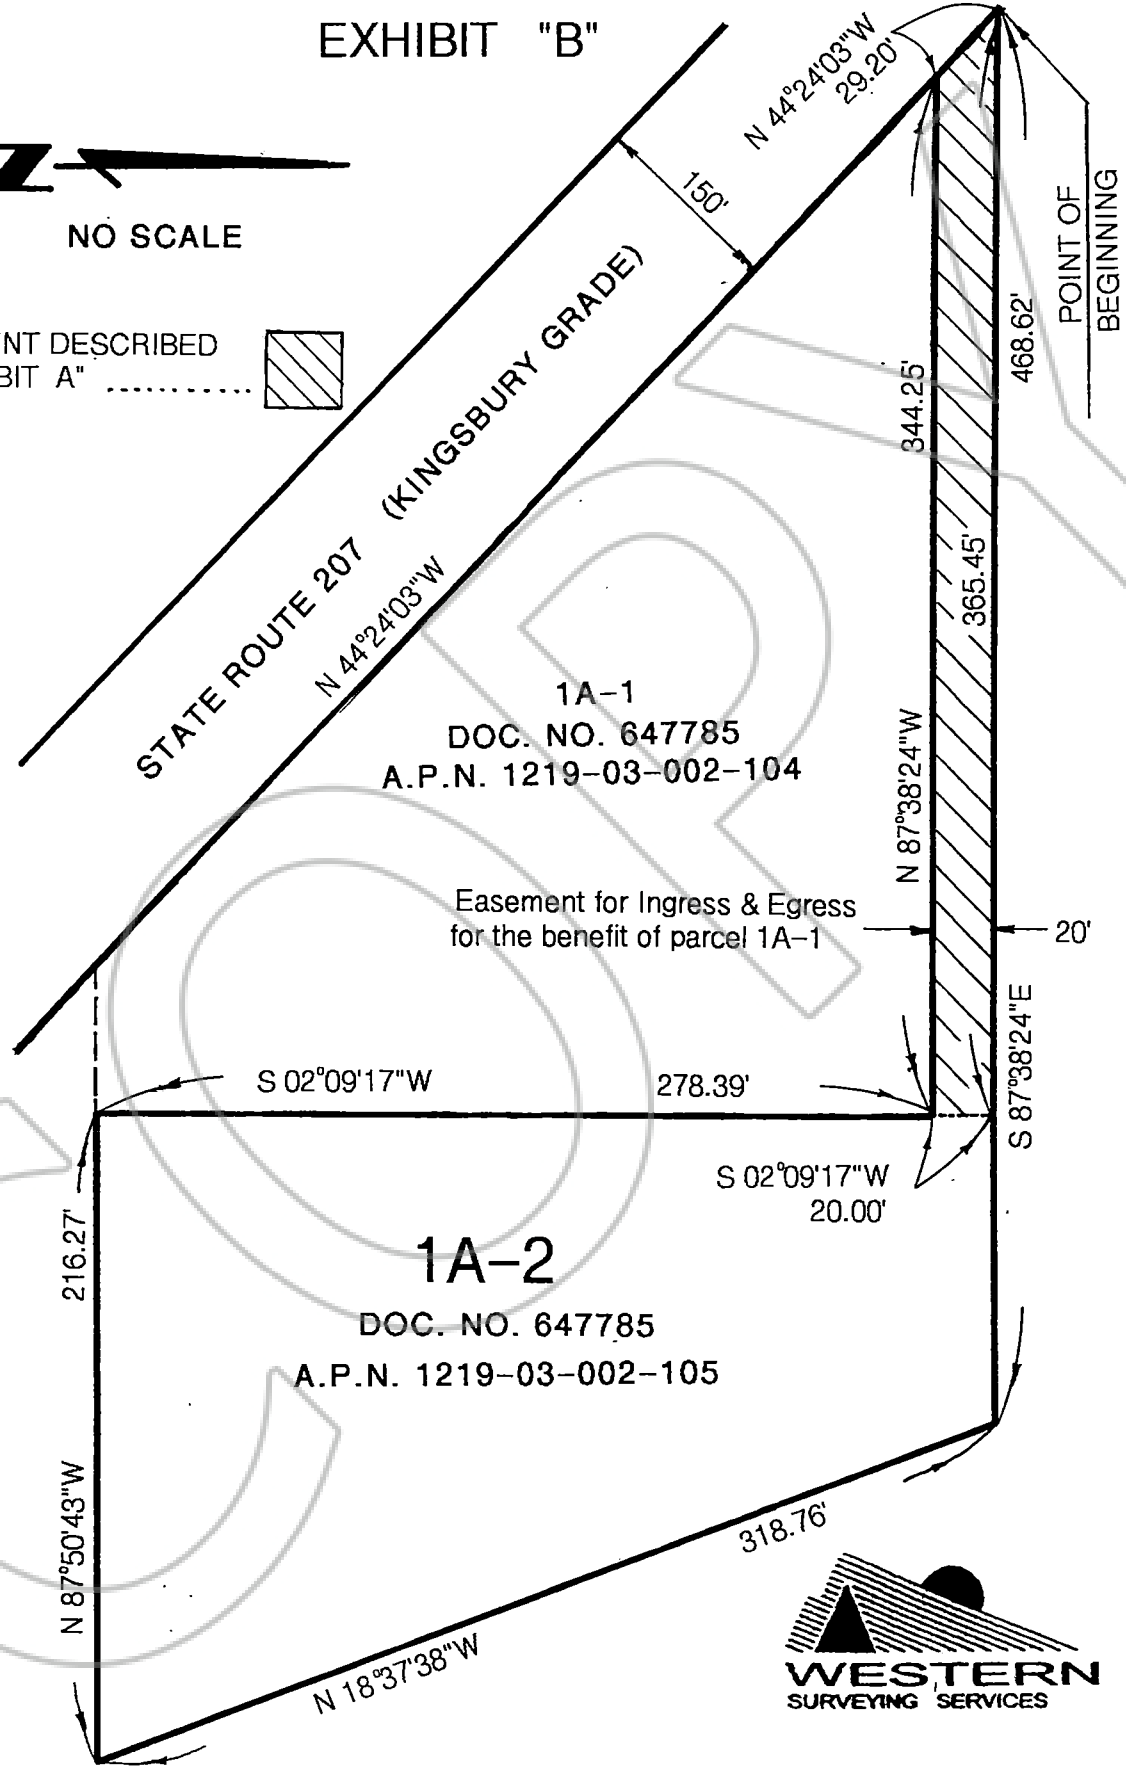 EXHIBIT "B"
N 44°24'03"W
29.20'
150'
NO SCALE
POINT OF
BEGINNING
NT DESCRIBED
BIT A" ..............
STATE ROUTE 207 (KINGSBURY GRADE)
468.62'
344.25'
365.45'
N 44°24'03"W
1A-1
DOC. NO. 647785
A.P.N. 1219-03-002-104
N 87°38'24"W
Easement for Ingress & Egress
for the benefit of parcel 1A-1
20'
S 87°38'24"E
S 02°09'17"W
278.39'
S 02°09'17"W
20.00'
216.27'
1A-2
DOC. NO. 647785
A.P.N. 1219-03-002-105
N 87°50'43"W
318.76'
N 18°37'38"W
WESTERN
SURVEYING SERVICES
COPY